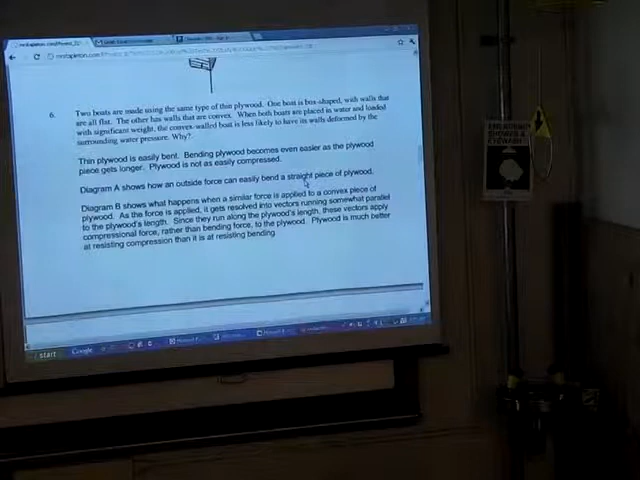 6. Two boats are made using the same type of thin plywood. One boat is box-shaped, with walls that
are all flat. The other has walls that are convex. When both boats are placed in water and loaded
with significant weight, the convex-walled boat is less likely to have its walls deformed by the
surrounding water pressure. Why?
Thin plywood is easily bent. Bending plywood becomes even easier as the plywood
piece gets longer. Plywood is not as easily compressed.
Diagram A shows how an outside force can easily bend a straight piece of plywood.
Diagram B shows what happens when a similar force is applied to a convex piece of
plywood. As the force is applied, it gets resolved into vectors running somewhat parallel
to the plywood's length. Since they run along the plywood's length, these vectors apply
compressional force, rather than bending force, to the plywood. Plywood is much better
at resisting compression than it is at resisting bending.
start Google